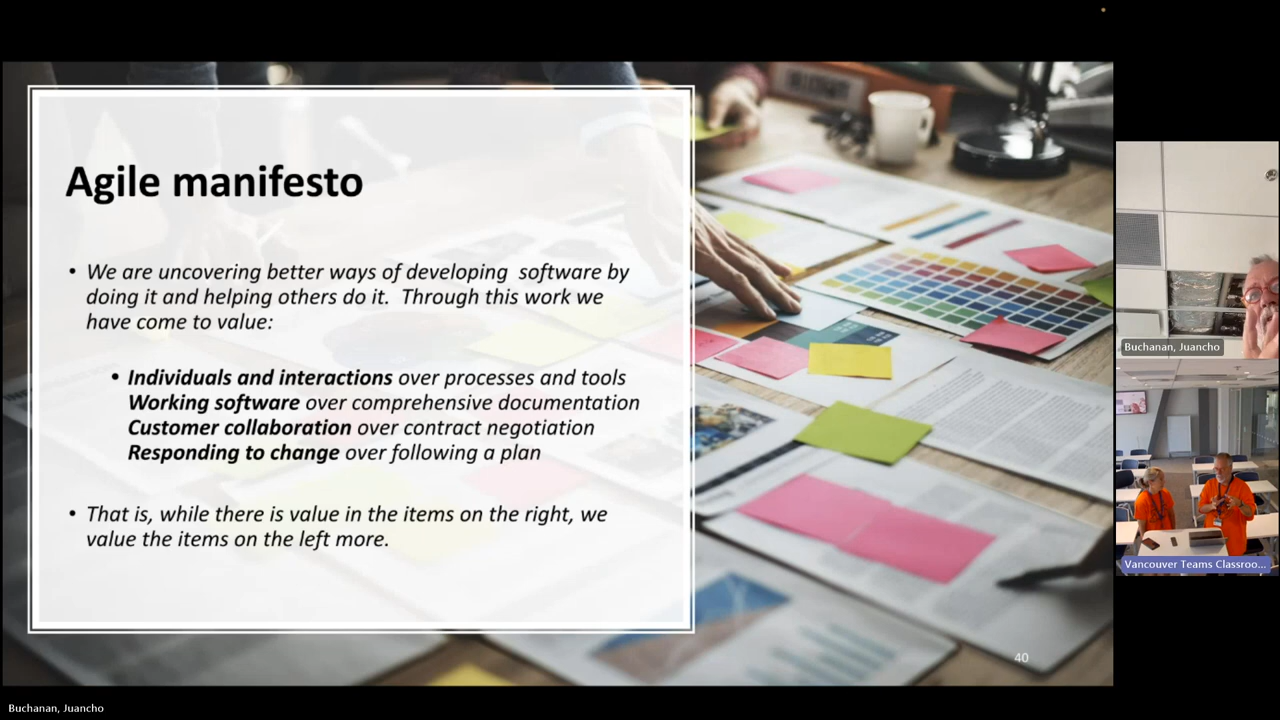 Agile manifesto
• We are uncovering better ways of developing  software by
doing it and helping others do it.  Through this work we
have come to value:
• Individuals and interactions over processes and tools
Working software over comprehensive documentation
Customer collaboration over contract negotiation
Responding to change over following a plan
• That is, while there is value in the items on the right, we
value the items on the left more.
40
Buchanan, Juancho
Vancouver Teams Classroo...
Buchanan, Juancho